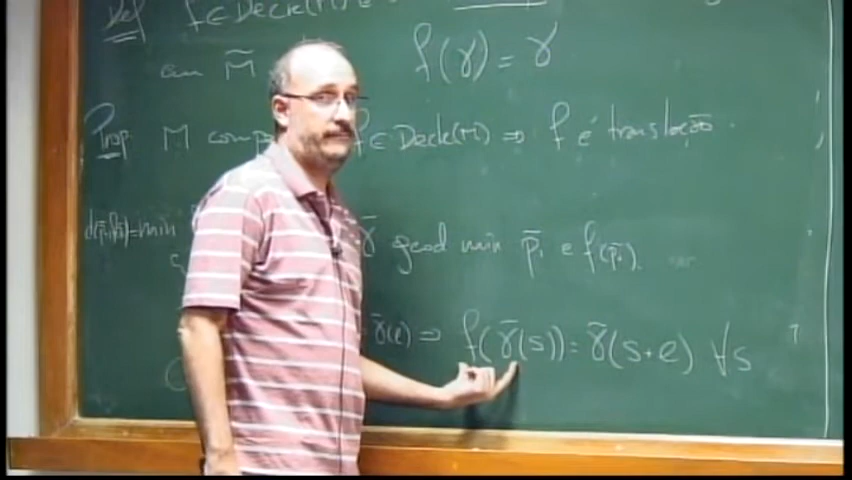 Def f ∈ Deck(M)
em M̃ f(γ) = γ
Prop M comp f ∈ Deck(M) ⇒ f é translação.
min γ̄ geod min p̄, e f(p̄).
γ̄(e) ⇒ f(γ̄(s)) = γ̄(s+e) ∀s